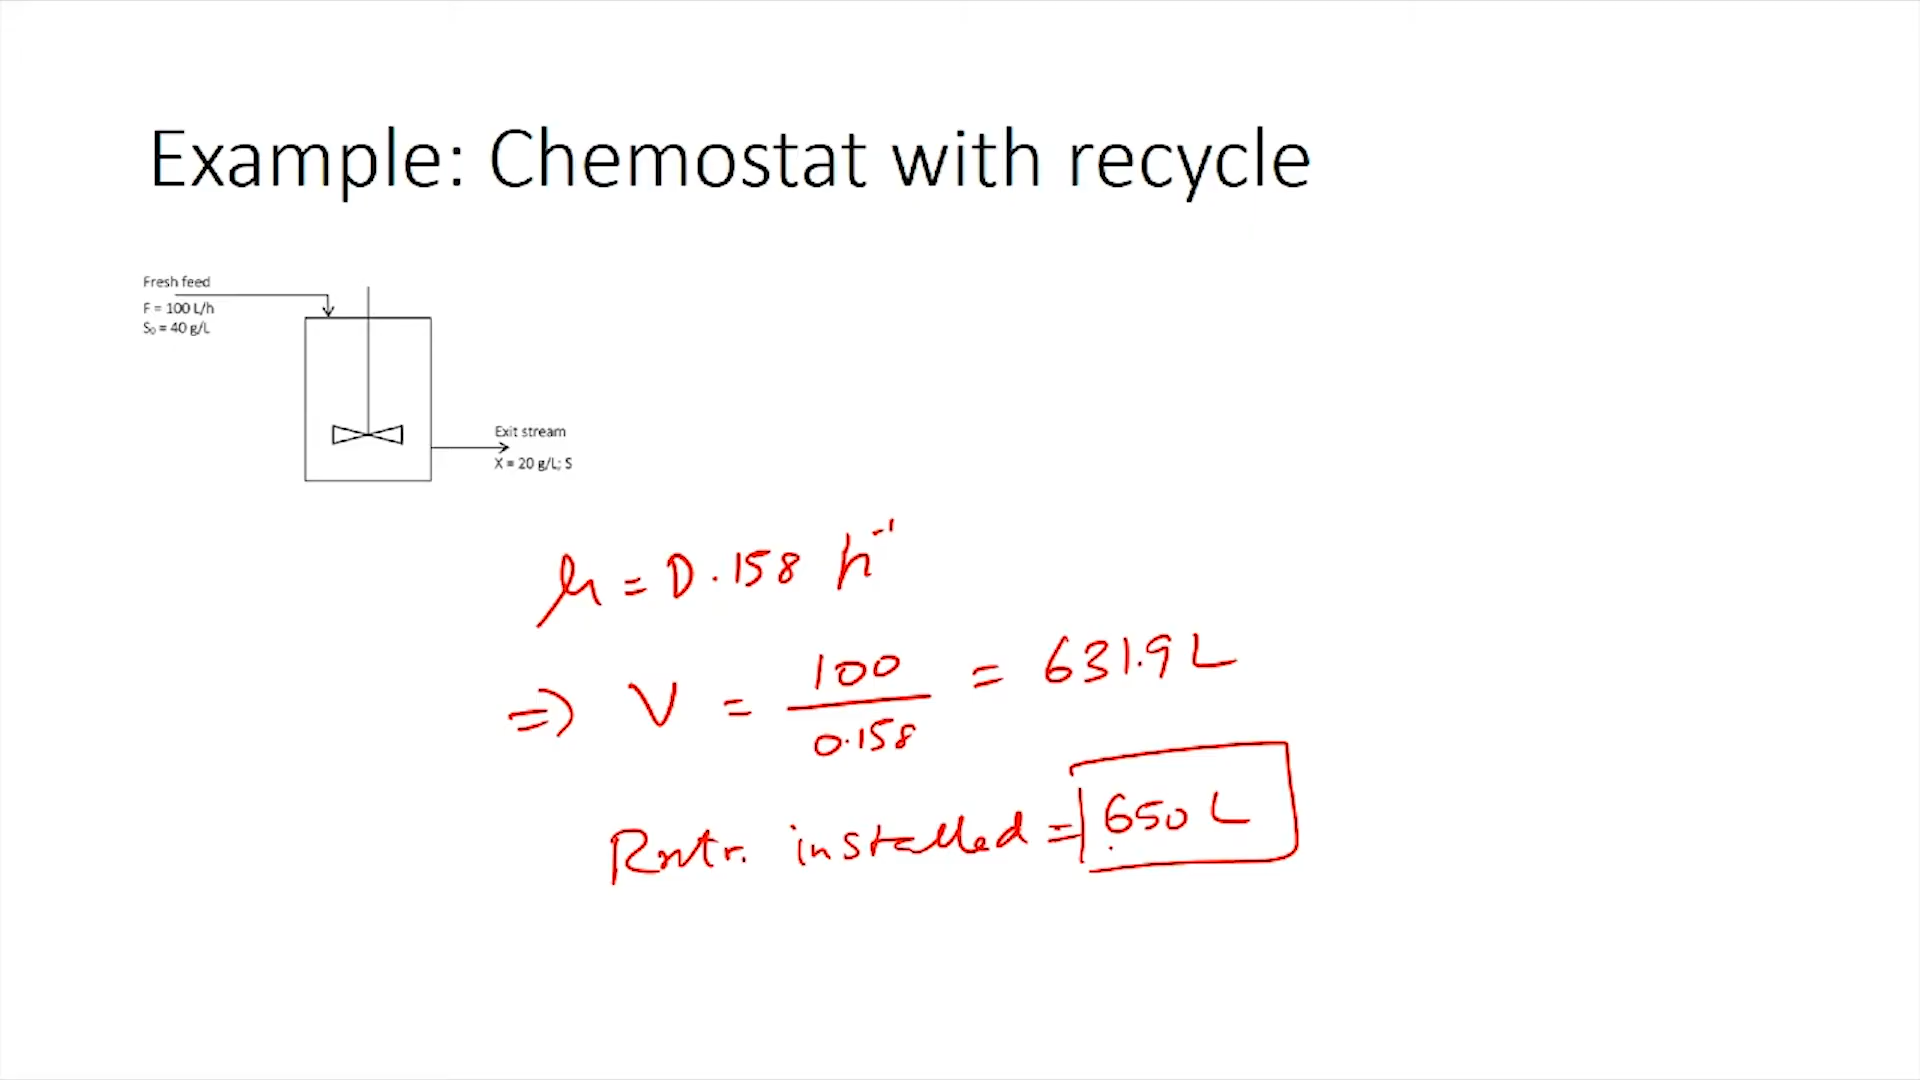 Example: Chemostat with recycle
Fresh feed
F = 100 L/h
S₀ = 40 g/L
Exit stream
X = 20 g/L; S
μ = 0.158 h⁻¹
⇒ V = 100 / 0.158 = 631.9 L
Rxtr. installed = 650 L